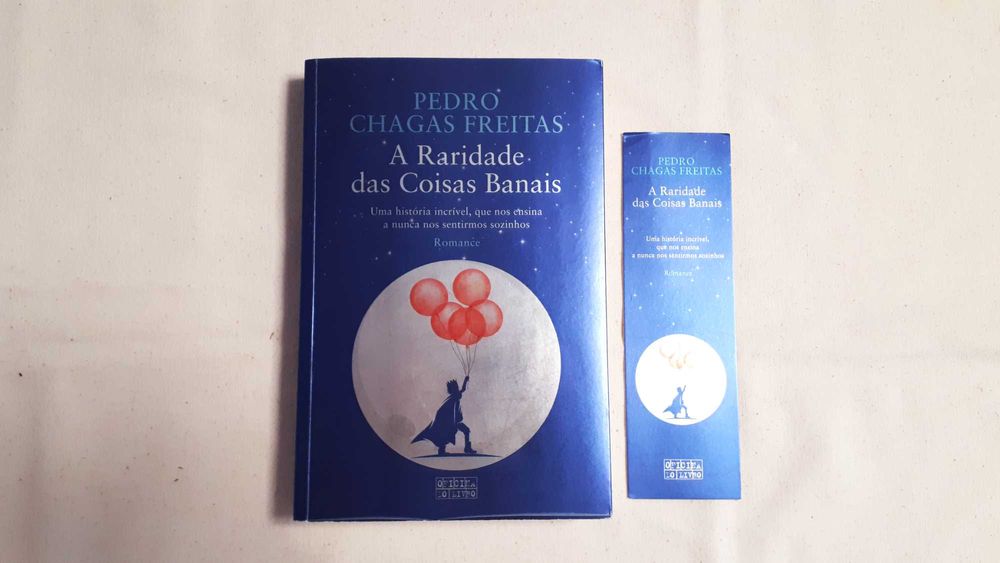 PEDRO
CHAGAS FREITAS
A Raridade
das Coisas Banais
Uma história incrível, que nos ensina
a nunca nos sentirmos sozinhos
Romance
OFICINA
DO LIVRO
PEDRO
CHAGAS FREITAS
A Raridade
das Coisas Banais
Uma história incrível,
que nos ensina
a nunca nos sentirmos sozinhos
Romance
OFICINA
DO LIVRO